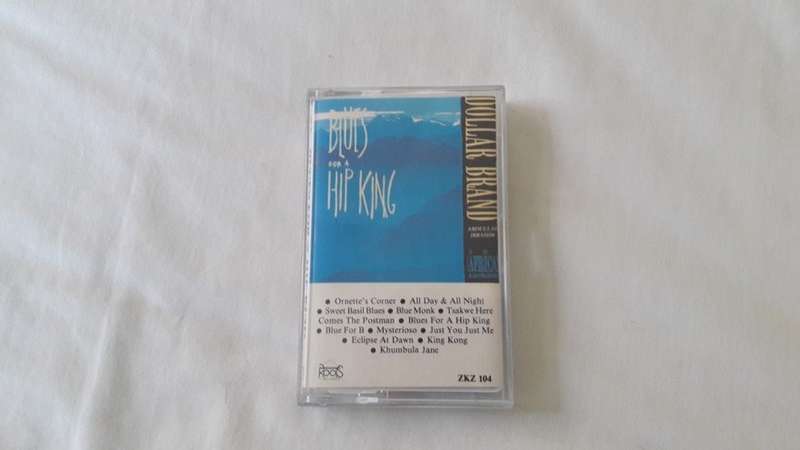 BLUES
FOR A
HIP KING
DOLLAR BRAND
ABDULLAH
IBRAHIM
AFRICA
● Ornette's Corner ● All Day & All Night
● Sweet Basil Blues ● Blue Monk ● Tsakwe Here
Comes The Postman ● Blues For A Hip King
● Blue For B ● Mysterioso ● Just You Just Me
● Eclipse At Dawn ● King Kong
● Khumbula Jane
ROOTS
ZKZ 104